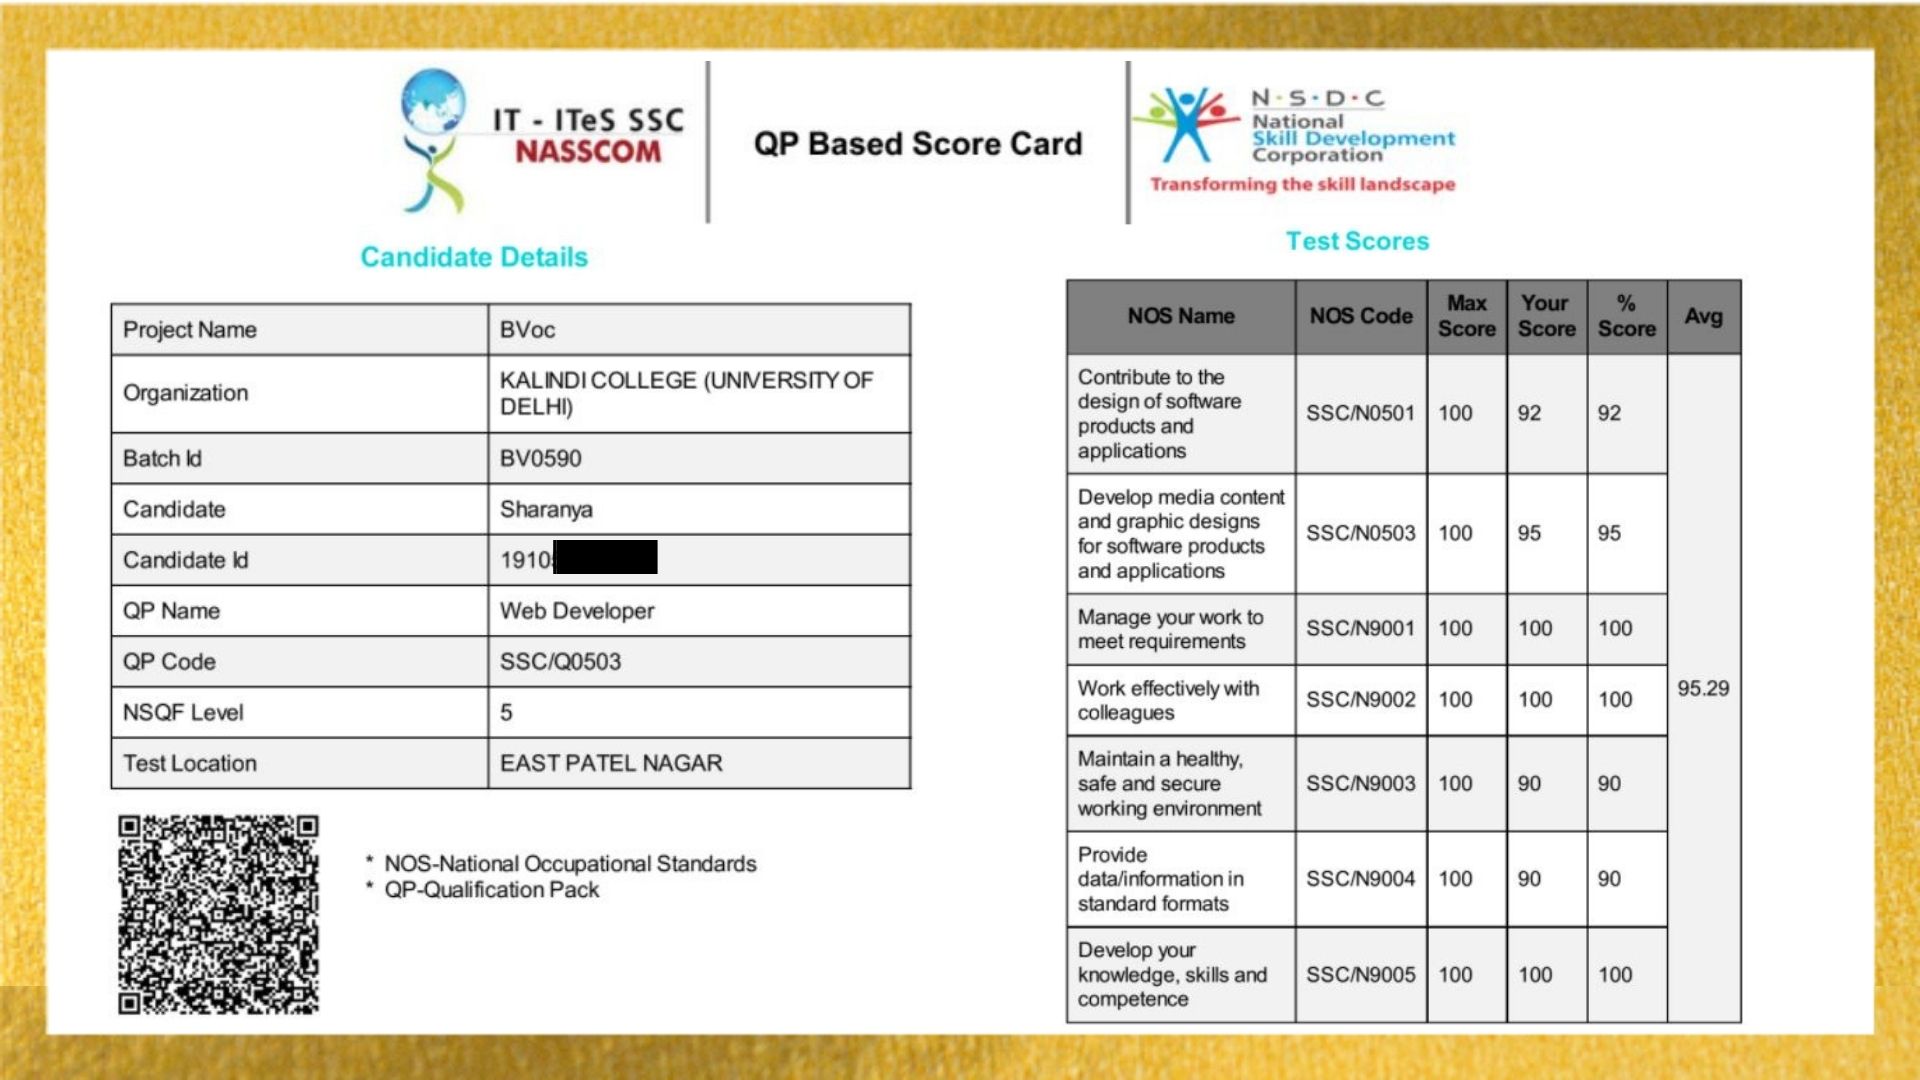 IT - ITeS SSC
NASSCOM
QP Based Score Card
N·S·D·C
National
Skill Development
Corporation
Transforming the skill landscape
Candidate Details
Project Name BVoc
Organization KALINDI COLLEGE (UNIVERSITY OF
DELHI)
Batch Id BV0590
Candidate Sharanya
Candidate Id 1910
QP Name Web Developer
QP Code SSC/Q0503
NSQF Level 5
Test Location EAST PATEL NAGAR
* NOS-National Occupational Standards
* QP-Qualification Pack
Test Scores
NOS Name NOS Code Max Score Your Score % Score Avg
Contribute to the
design of software
products and
applications
SSC/N0501 100 92 92
Develop media content
and graphic designs
for software products
and applications
SSC/N0503 100 95 95
Manage your work to
meet requirements
SSC/N9001 100 100 100
Work effectively with
colleagues
SSC/N9002 100 100 100
95.29
Maintain a healthy,
safe and secure
working environment
SSC/N9003 100 90 90
Provide
data/information in
standard formats
SSC/N9004 100 90 90
Develop your
knowledge, skills and
competence
SSC/N9005 100 100 100